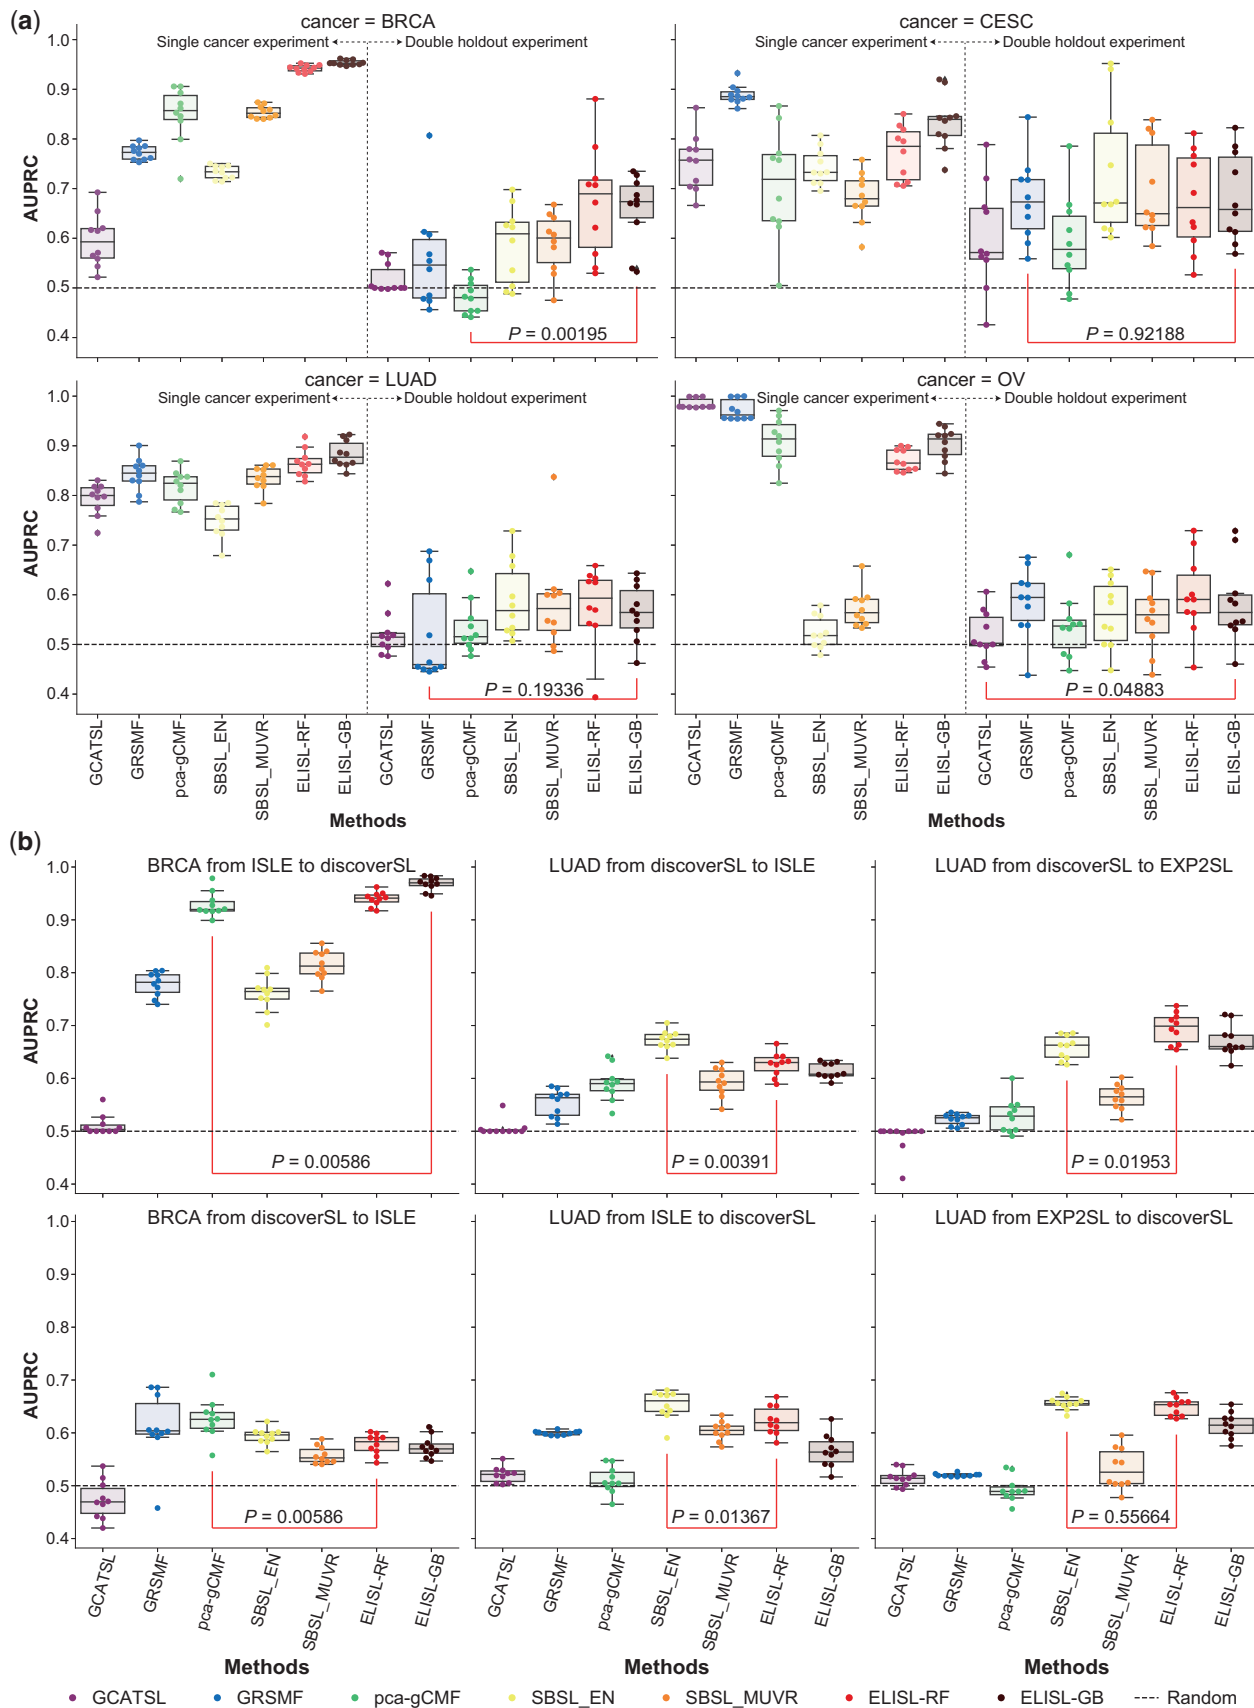 (a)
cancer = BRCA
cancer = CESC
Single cancer experiment
Double holdout experiment
Single cancer experiment
Double holdout experiment
AUPRC
1.0
0.9
0.8
0.7
0.6
0.5
0.4
P = 0.00195
P = 0.92188
cancer = LUAD
cancer = OV
Single cancer experiment
Double holdout experiment
Single cancer experiment
Double holdout experiment
AUPRC
1.0
0.9
0.8
0.7
0.6
0.5
0.4
P = 0.19336
P = 0.04883
GCATSL
GRSMF
pca-gCMF
SBSL_EN
SBSL_MUVR
ELISL-RF
ELISL-GB
GCATSL
GRSMF
pca-gCMF
SBSL_EN
SBSL_MUVR
ELISL-RF
ELISL-GB
GCATSL
GRSMF
pca-gCMF
SBSL_EN
SBSL_MUVR
ELISL-RF
ELISL-GB
GCATSL
GRSMF
pca-gCMF
SBSL_EN
SBSL_MUVR
ELISL-RF
ELISL-GB
Methods
Methods
(b)
BRCA from ISLE to discoverSL
LUAD from discoverSL to ISLE
LUAD from discoverSL to EXP2SL
AUPRC
1.0
0.9
0.8
0.7
0.6
0.5
0.4
P = 0.00586
P = 0.00391
P = 0.01953
BRCA from discoverSL to ISLE
LUAD from ISLE to discoverSL
LUAD from EXP2SL to discoverSL
AUPRC
1.0
0.9
0.8
0.7
0.6
0.5
0.4
P = 0.00586
P = 0.01367
P = 0.55664
GCATSL
GRSMF
pca-gCMF
SBSL_EN
SBSL_MUVR
ELISL-RF
ELISL-GB
GCATSL
GRSMF
pca-gCMF
SBSL_EN
SBSL_MUVR
ELISL-RF
ELISL-GB
GCATSL
GRSMF
pca-gCMF
SBSL_EN
SBSL_MUVR
ELISL-RF
ELISL-GB
Methods
Methods
Methods
GCATSL
GRSMF
pca-gCMF
SBSL_EN
SBSL_MUVR
ELISL-RF
ELISL-GB
Random